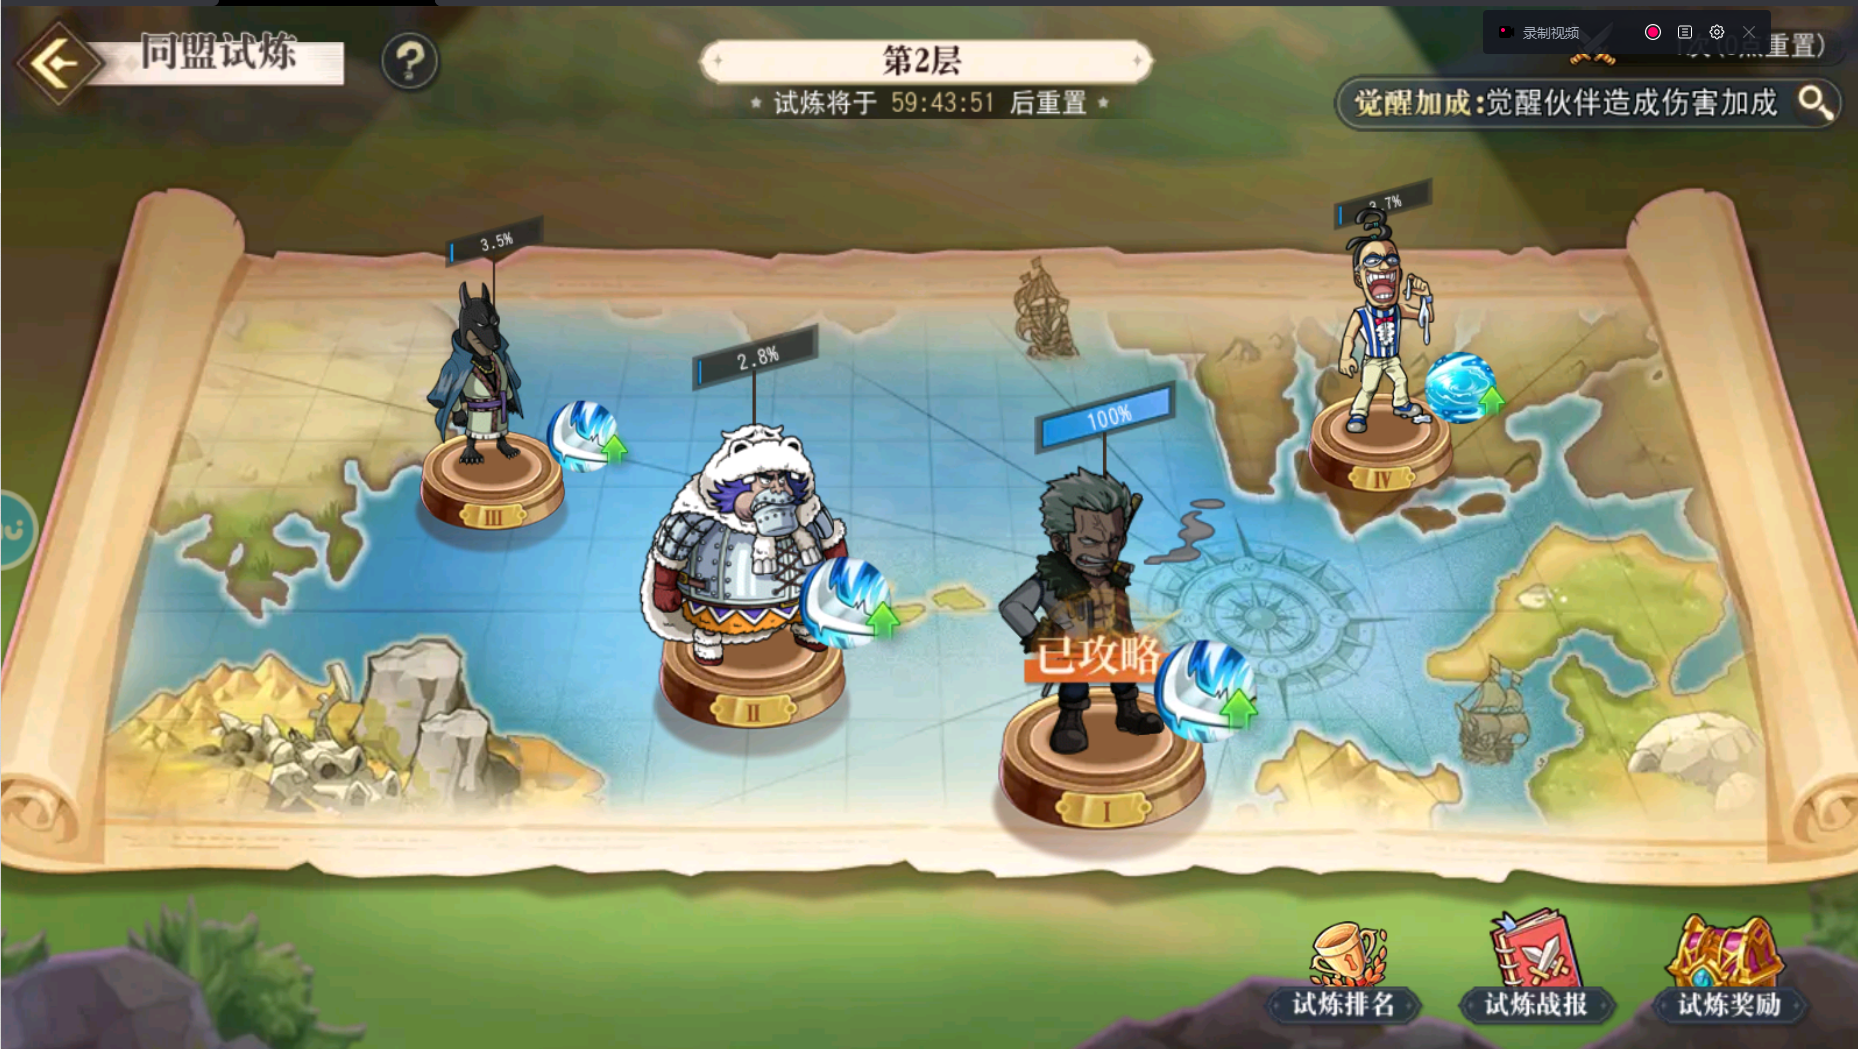 同盟试炼
?
第2层
试炼将于 59:43:51 后重置
录制视频
重置)
觉醒加成:觉醒伙伴造成伤害加成
3.5%
2.8%
100%
3.7%
III
II
已攻略
I
IV
试炼排名
试炼战报
试炼奖励